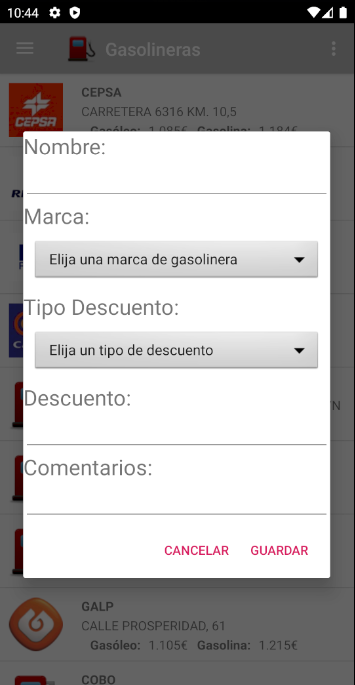 10:44
Gasolineras
CEPSA
CARRETERA 6316 KM. 10,5
CEPSA
Gasóleo: 1.085€ Gasolina: 1.184€
Nombre:
Marca:
Elija una marca de gasolinera
Tipo Descuento:
Elija un tipo de descuento
Descuento:
Comentarios:
CANCELAR GUARDAR
GALP
CALLE PROSPERIDAD, 61
Gasóleo: 1.105€ Gasolina: 1.215€
COBO